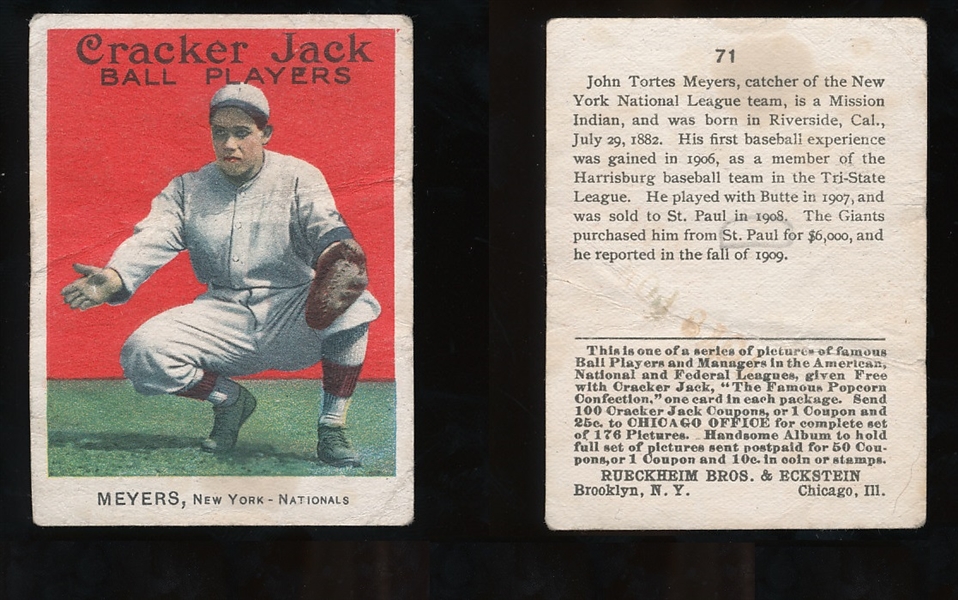 Cracker Jack
BALL PLAYERS
MEYERS, NEW YORK - NATIONALS
71
John Tortes Meyers, catcher of the New
York National League team, is a Mission
Indian, and was born in Riverside, Cal.,
July 29, 1882. His first baseball experience
was gained in 1906, as a member of the
Harrisburg baseball team in the Tri-State
League. He played with Butte in 1907, and
was sold to St. Paul in 1908. The Giants
purchased him from St. Paul for $6,000, and
he reported in the fall of 1909.
This is one of a series of pictures of famous
Ball Players and Managers in the American,
National and Federal Leagues, given Free
with Cracker Jack, "The Famous Popcorn
Confection," one card in each package. Send
100 Cracker Jack Coupons, or 1 Coupon and
25c. to CHICAGO OFFICE for complete set
of 176 Pictures. Handsome Album to hold
full set of pictures sent postpaid for 50 Cou-
pons, or 1 Coupon and 10c. in coin or stamps.
RUECKHEIM BROS. & ECKSTEIN
Brooklyn, N. Y. Chicago, Ill.